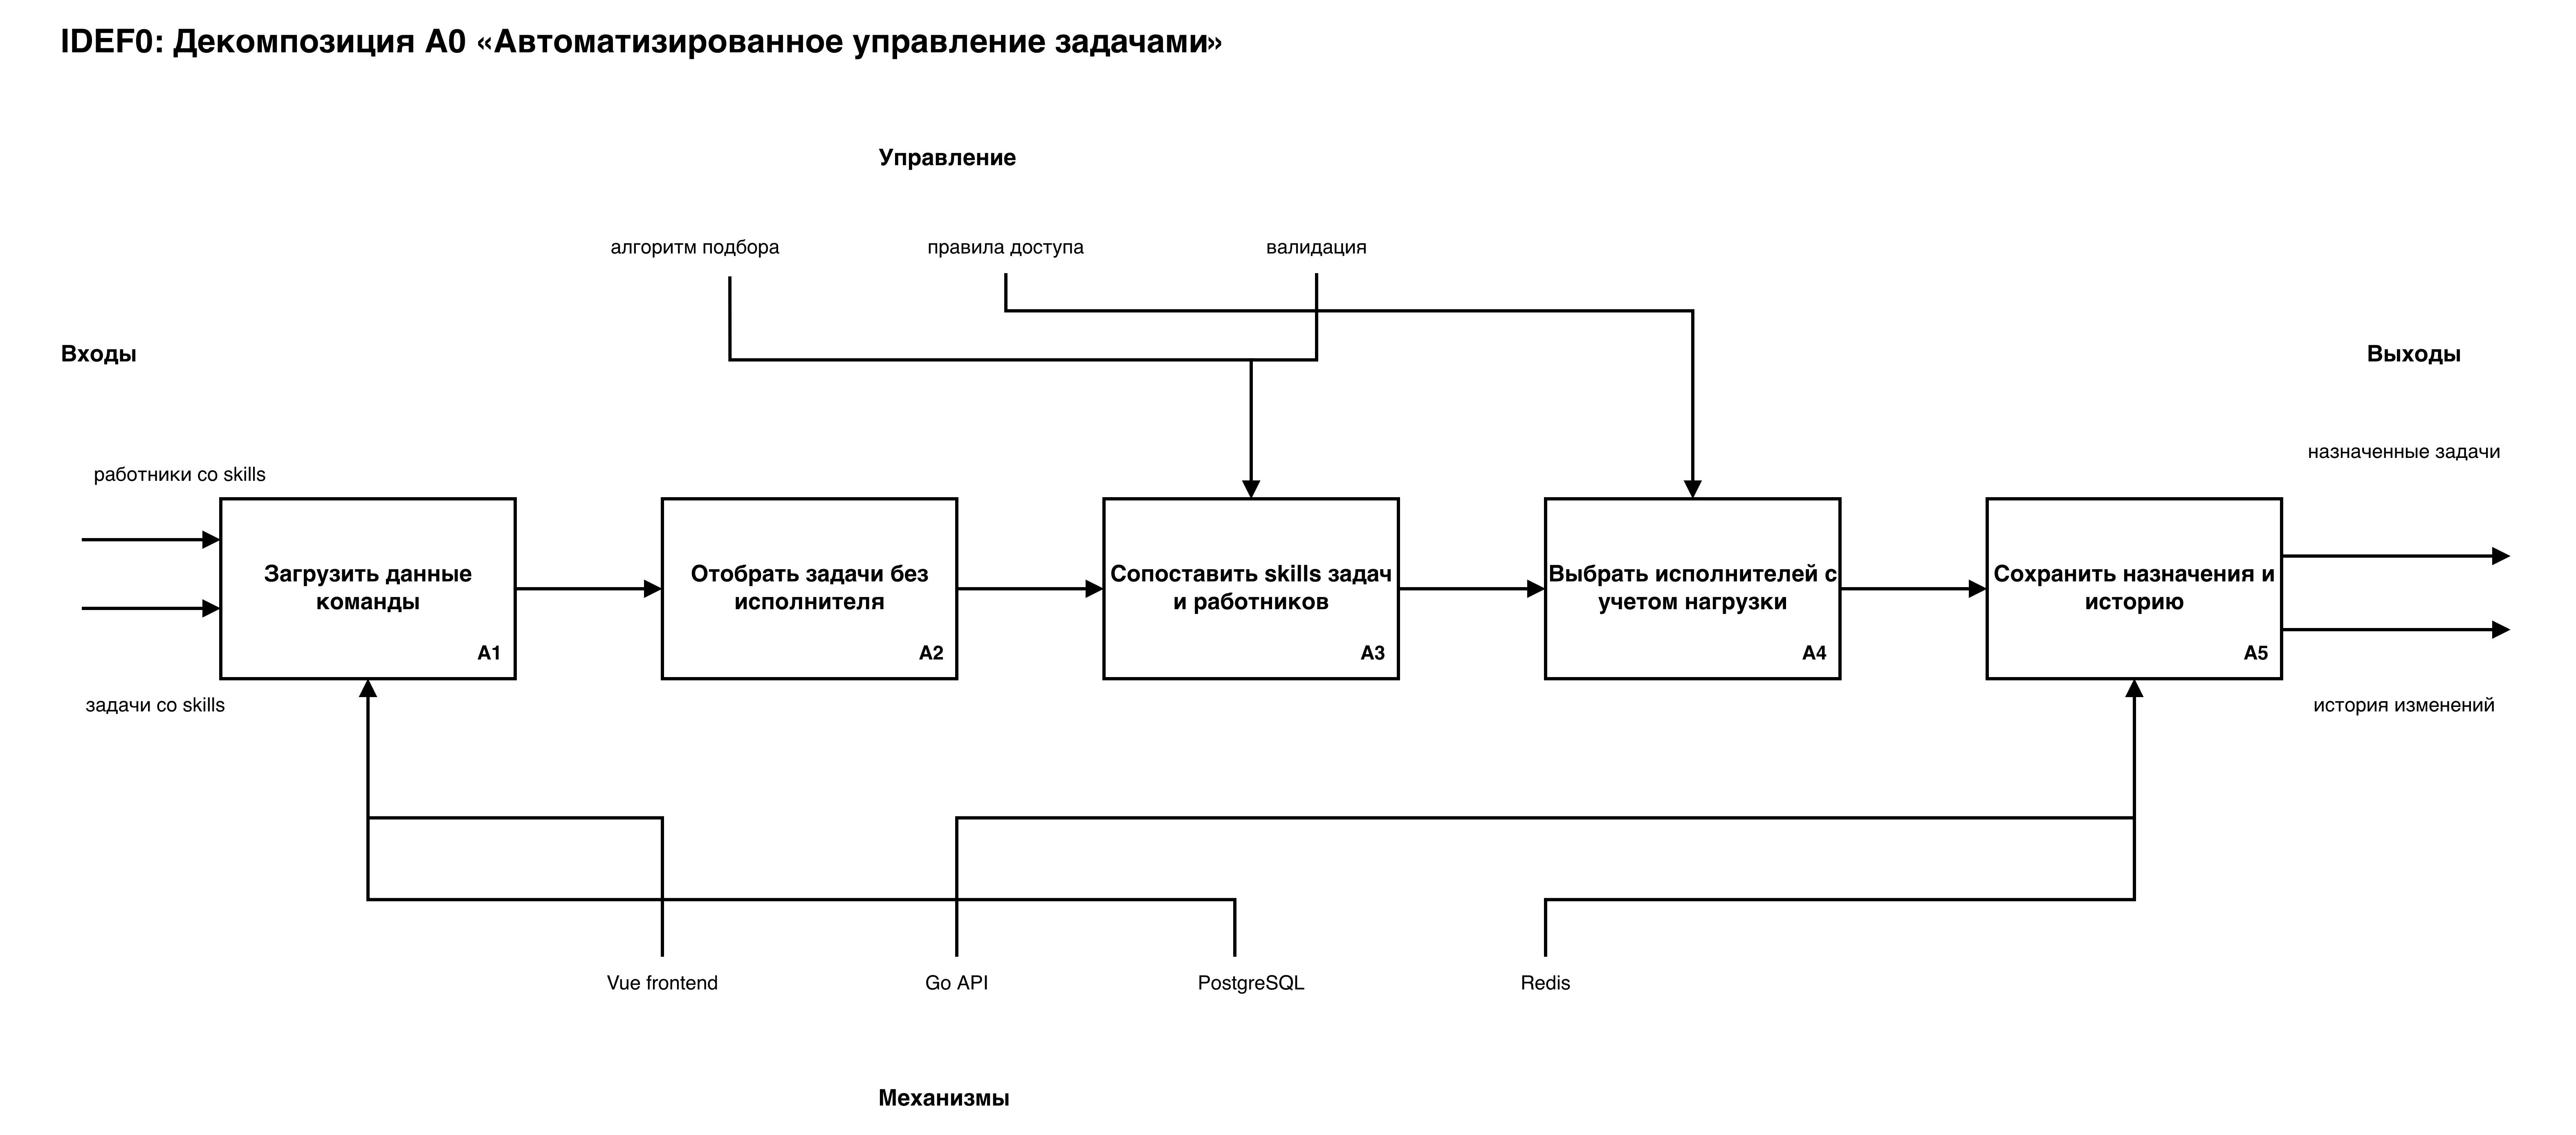 IDEF0: Декомпозиция A0 «Автоматизированное управление задачами»
Управление
алгоритм подбора
правила доступа
валидация
Входы
Выходы
назначенные задачи
работники со skills
Загрузить данные
команды
A1
Отобрать задачи без
исполнителя
A2
Сопоставить skills задач
и работников
A3
Выбрать исполнителей с
учетом нагрузки
A4
Сохранить назначения и
историю
A5
задачи со skills
история изменений
Vue frontend
Go API
PostgreSQL
Redis
Механизмы